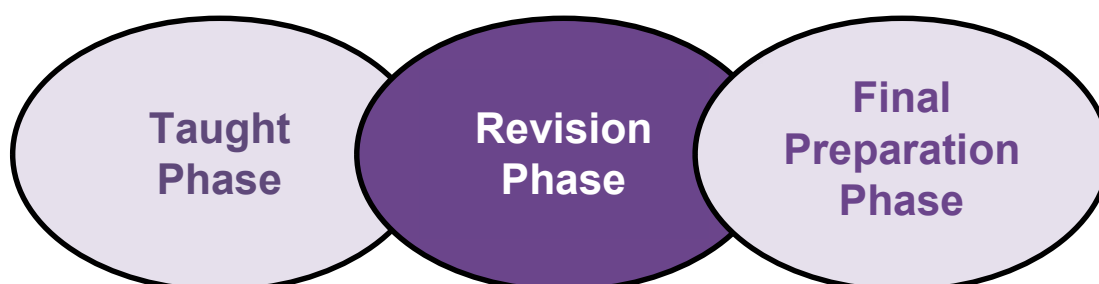 Taught
Phase
Revision
Phase
Final
Preparation
Phase